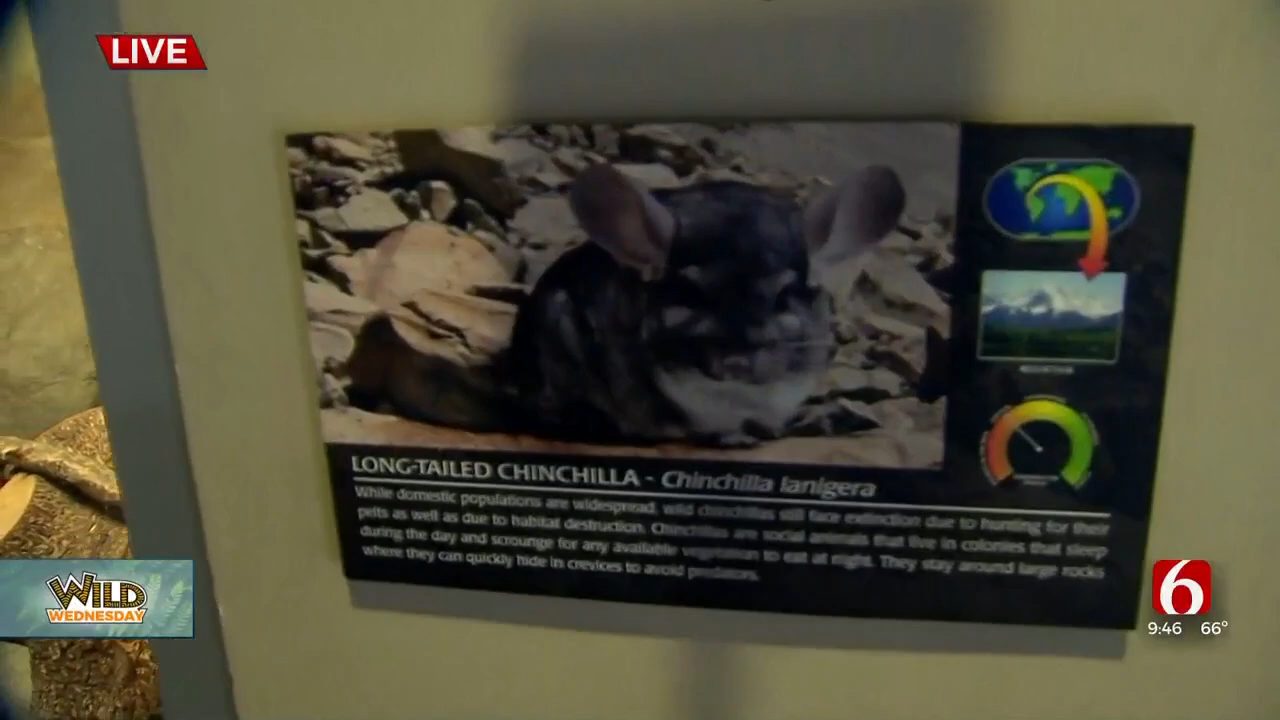 LIVE
LONG-TAILED CHINCHILLA - Chinchilla lanigera
While domestic populations are widespread, wild chinchillas still face extinction due to hunting for their
pelts as well as due to habitat destruction. Chinchillas are social animals that live in colonies that sleep
during the day and scrounge for any available vegetation to eat at night. They stay around large rocks
where they can quickly hide in crevices to avoid predators.
WILD
WEDNESDAY
6
9:46 66°